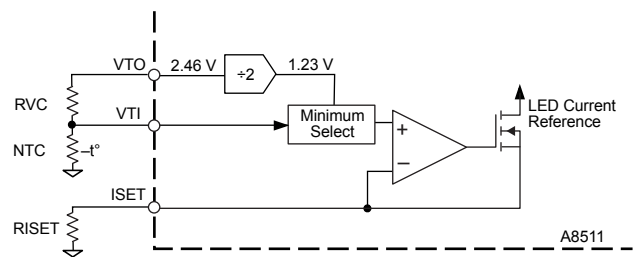 VTO 2.46 V ÷2 1.23 V
RVC
VTI
Minimum
Select
+
–
LED Current
Reference
NTC –t°
ISET
RISET
A8511